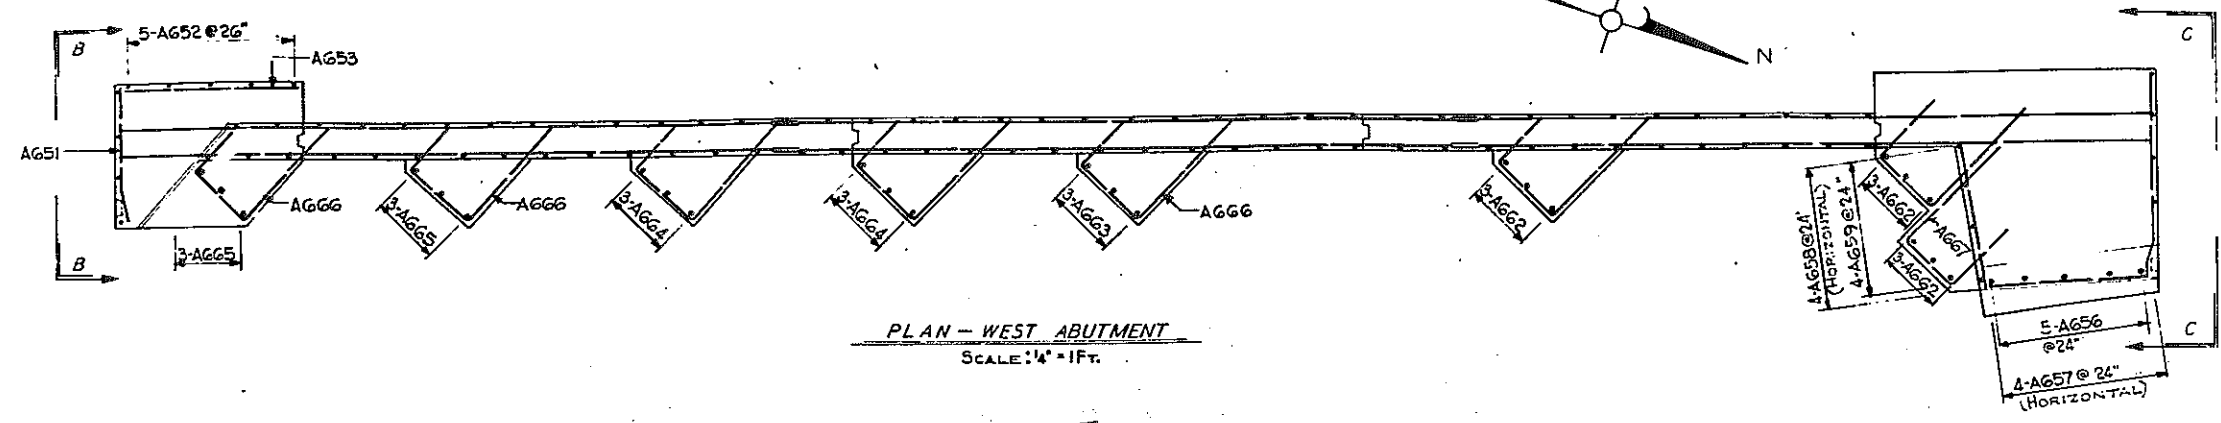 B
5-A652@26"
A653
N
C
A651
A666
A666
A666
3-A665
3-A665
3-A664
3-A664
3-A663
3-A662
3-A662
A667
3-A662
4-A658@24"
(HORIZONTAL)
4-A659@24"
B
C
5-A656
@24"
4-A657@24"
(HORIZONTAL)
PLAN - WEST ABUTMENT
SCALE: 1/4" = 1FT.